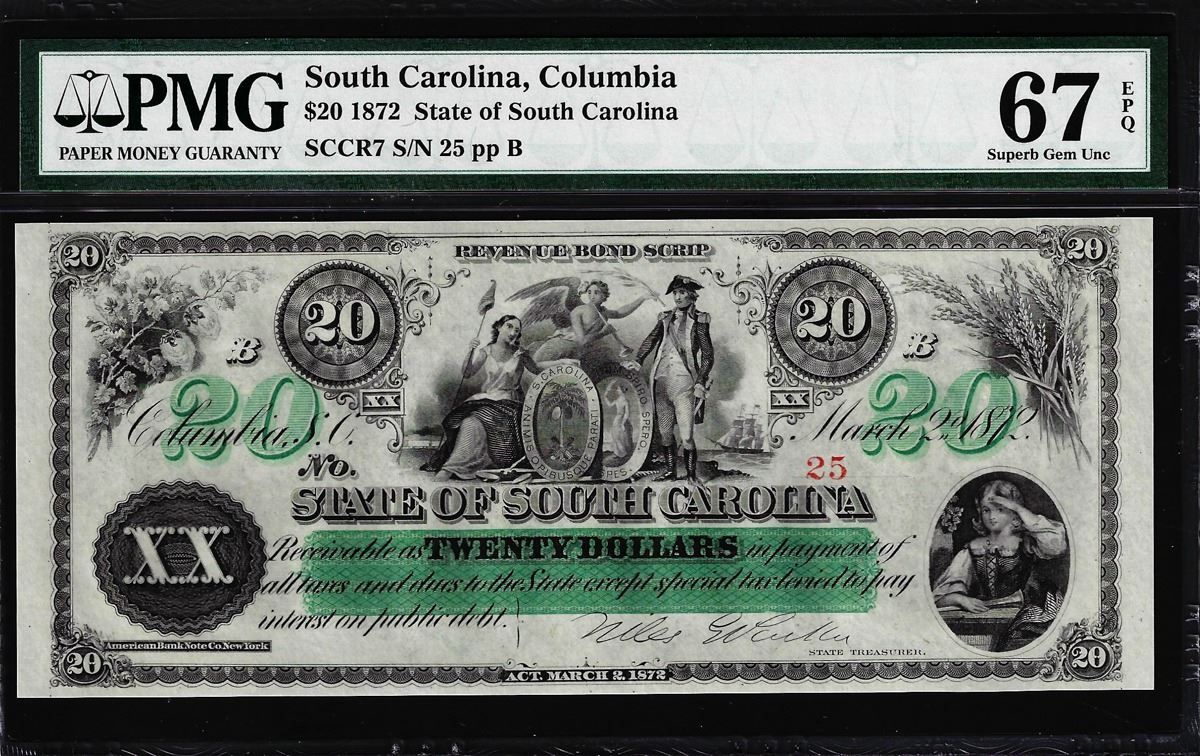 PMG
PAPER MONEY GUARANTY
South Carolina, Columbia
$20 1872 State of South Carolina
SCCR7 S/N 25 pp B
67
EPQ
Superb Gem Unc
20
REVENUE BOND SCRIP
20
20
20
B
B
XX
XX
20
20
Columbia, S.C.
March 2d 1872.
S. CAROLINA
ANIMIS OPIBUSQUE PARATI
SPERO
SPES.
No.
25
STATE OF SOUTH CAROLINA
XX
Receivable as TWENTY DOLLARS in payment of
all taxes and dues to the State except special tax levied to pay
interest on public debt.
STATE TREASURER.
American Bank Note Co. New York
20
ACT. MARCH 2, 1872
20